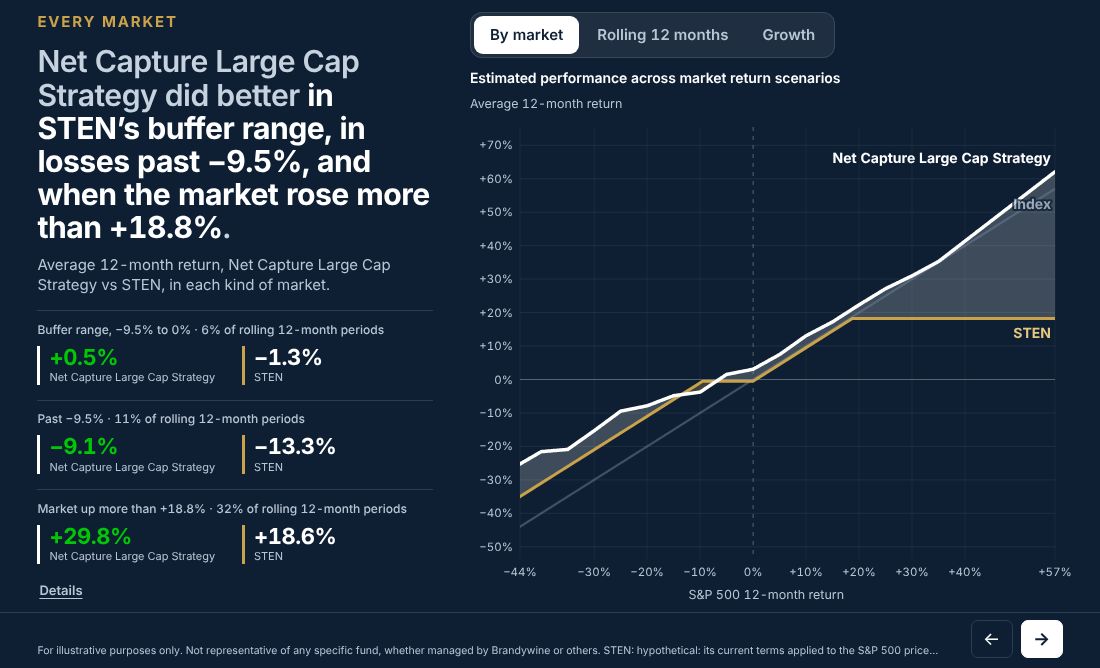 EVERY MARKET
Net Capture Large Cap
Strategy did better in
STEN’s buffer range, in
losses past −9.5%, and
when the market rose more
than +18.8%.
Average 12-month return, Net Capture Large Cap
Strategy vs STEN, in each kind of market.
Buffer range, −9.5% to 0% · 6% of rolling 12-month periods
+0.5%
Net Capture Large Cap Strategy
−1.3%
STEN
Past −9.5% · 11% of rolling 12-month periods
−9.1%
Net Capture Large Cap Strategy
−13.3%
STEN
Market up more than +18.8% · 32% of rolling 12-month periods
+29.8%
Net Capture Large Cap Strategy
+18.6%
STEN
Details
By market
Rolling 12 months
Growth
Estimated performance across market return scenarios
Average 12-month return
+70%
+60%
+50%
+40%
+30%
+20%
+10%
0%
−10%
−20%
−30%
−40%
−50%
Net Capture Large Cap Strategy
Index
STEN
−44%
−30%
−20%
−10%
0%
+10%
+20%
+30%
+40%
+57%
S&P 500 12-month return
For illustrative purposes only. Not representative of any specific fund, whether managed by Brandywine or others. STEN: hypothetical: its current terms applied to the S&P 500 price...
←
→